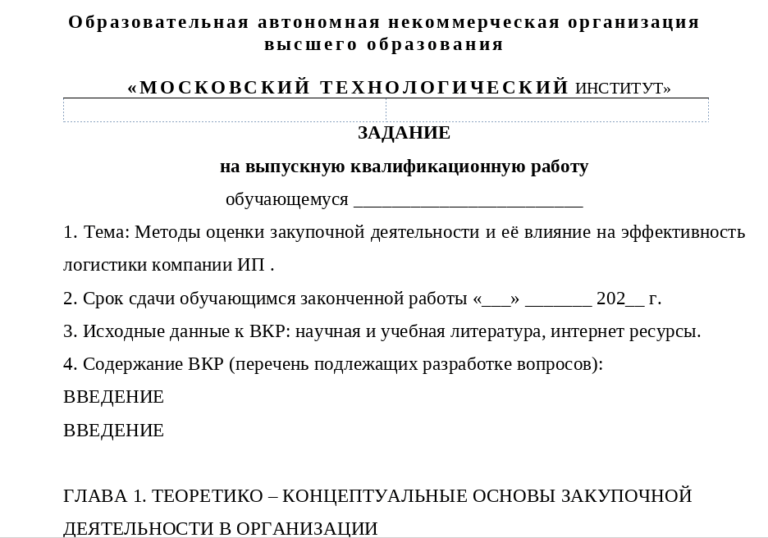 Образовательная автономная некоммерческая организация
высшего образования
«МОСКОВСКИЙ ТЕХНОЛОГИЧЕСКИЙ ИНСТИТУТ»
ЗАДАНИЕ
на выпускную квалификационную работу
обучающемуся ________________________
1. Тема: Методы оценки закупочной деятельности и её влияние на эффективность
логистики компании ИП .
2. Срок сдачи обучающимся законченной работы «___» _______ 202__ г.
3. Исходные данные к ВКР: научная и учебная литература, интернет ресурсы.
4. Содержание ВКР (перечень подлежащих разработке вопросов):
ВВЕДЕНИЕ
ВВЕДЕНИЕ
ГЛАВА 1. ТЕОРЕТИКО – КОНЦЕПТУАЛЬНЫЕ ОСНОВЫ ЗАКУПОЧНОЙ
ДЕЯТЕЛЬНОСТИ В ОРГАНИЗАЦИИ